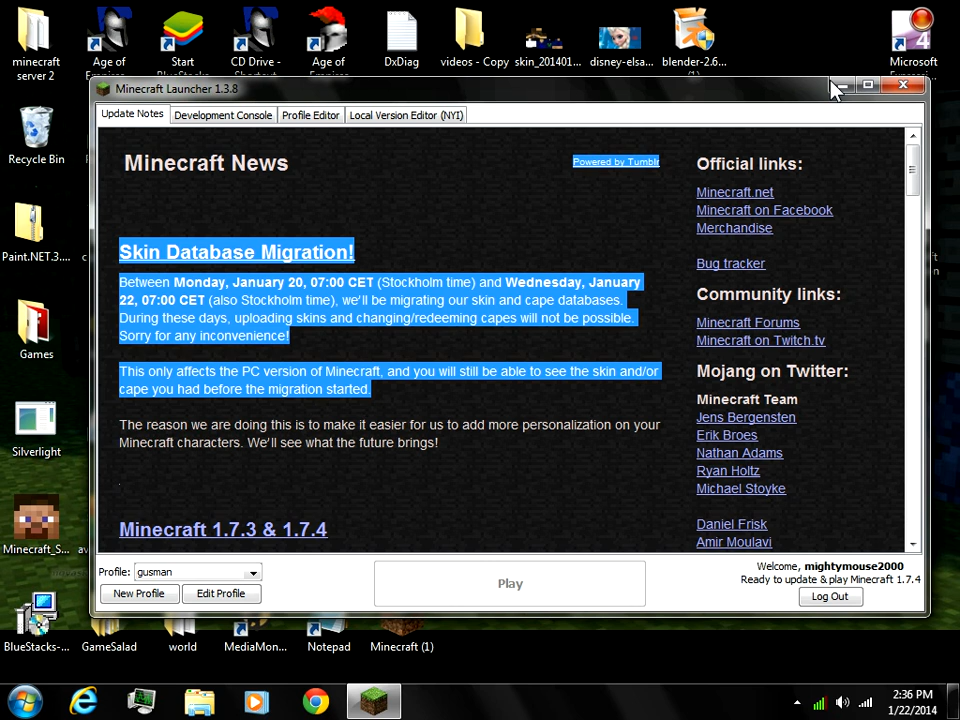 minecraft
server 2
Age of
Start
CD Drive -
Age of
DxDiag
videos - Copy
skin_201401...
disney-elsa...
blender-2.6...
Microsoft
Minecraft Launcher 1.3.8
Update Notes
Development Console
Profile Editor
Local Version Editor (NYI)
Recycle Bin
Paint.NET.3....
Games
Silverlight
Minecraft_S...
BlueStacks-...
Minecraft News
Powered by Tumblr
Skin Database Migration!
Between Monday, January 20, 07:00 CET (Stockholm time) and Wednesday, January
22, 07:00 CET (also Stockholm time), we'll be migrating our skin and cape databases.
During these days, uploading skins and changing/redeeming capes will not be possible.
Sorry for any inconvenience!
This only affects the PC version of Minecraft, and you will still be able to see the skin and/or
cape you had before the migration started.
The reason we are doing this is to make it easier for us to add more personalization on your
Minecraft characters. We'll see what the future brings!
.
Minecraft 1.7.3 & 1.7.4
Official links:
Minecraft.net
Minecraft on Facebook
Merchandise
Bug tracker
Community links:
Minecraft Forums
Minecraft on Twitch.tv
Mojang on Twitter:
Minecraft Team
Jens Bergensten
Erik Broes
Nathan Adams
Ryan Holtz
Michael Stoyke
Daniel Frisk
Amir Moulavi
Profile: gusman
New Profile
Edit Profile
Play
Welcome, mightymouse2000
Ready to update & play Minecraft 1.7.4
Log Out
GameSalad
world
MediaMon...
Notepad
Minecraft (1)
2:36 PM
1/22/2014